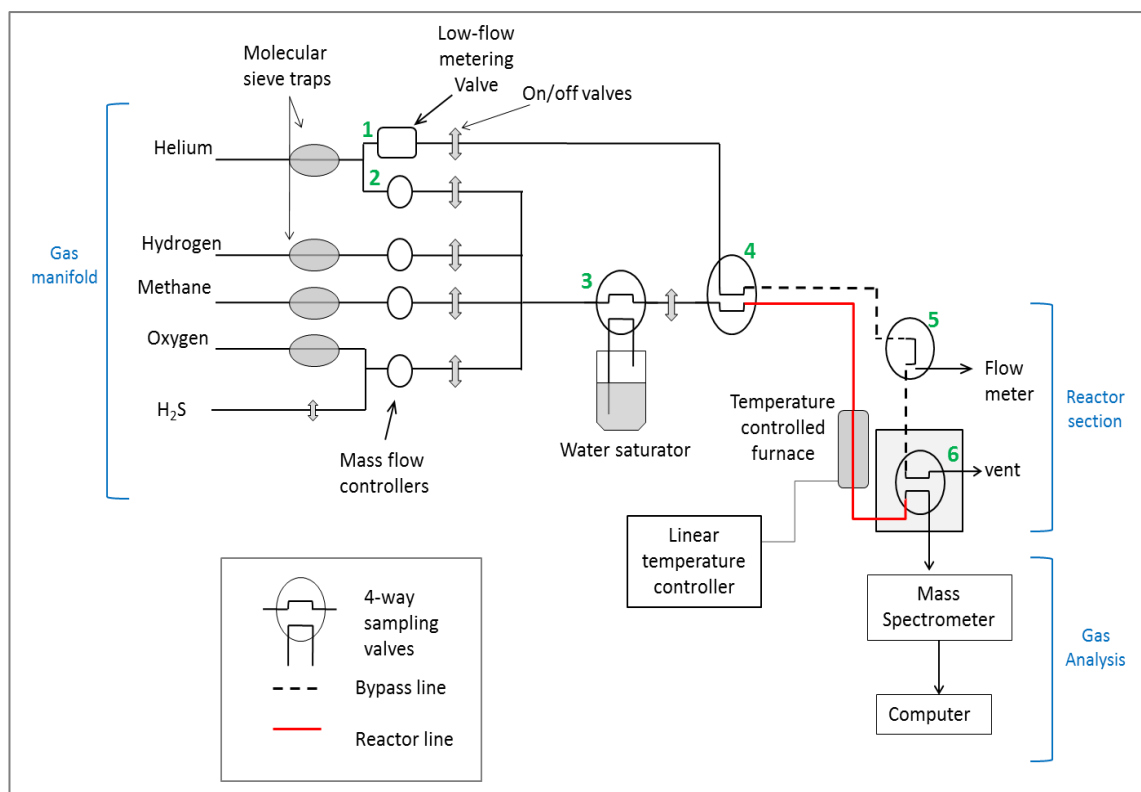 Molecular
sieve traps
Low-flow
metering
Valve
On/off valves
Helium
1
2
Hydrogen
Methane
Oxygen
H₂S
Gas
manifold
3
4
5
6
Mass flow
controllers
Water saturator
Temperature
controlled
furnace
Flow
meter
vent
Reactor
section
Linear
temperature
controller
Mass
Spectrometer
Computer
Gas
Analysis
4-way
sampling
valves
Bypass line
Reactor line